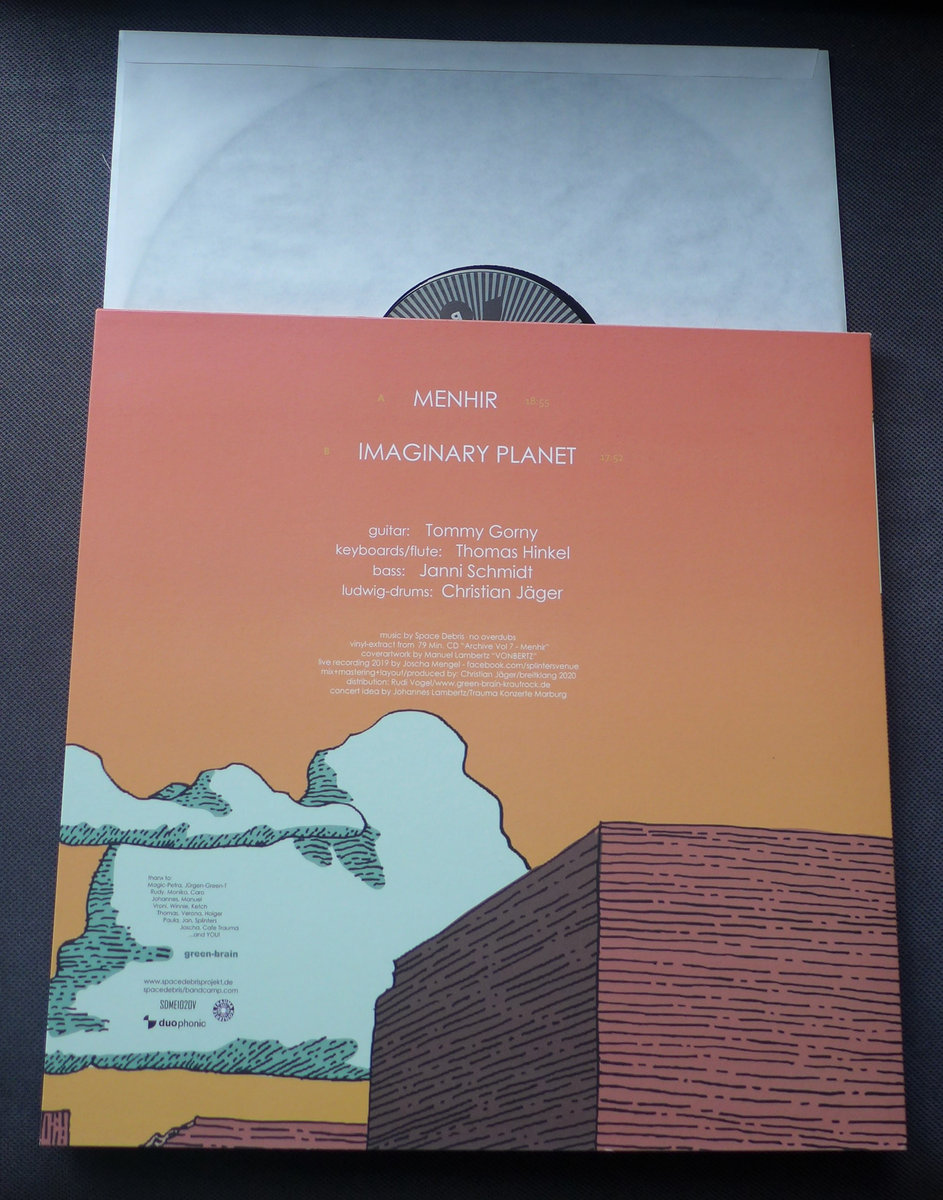 A MENHIR 18:55
B IMAGINARY PLANET 17:52
guitar: Tommy Gorny
keyboards/flute: Thomas Hinkel
bass: Janni Schmidt
ludwig-drums: Christian Jäger
music by Space Debris - no overdubs
vinyl-extract from 79 Min. CD "Archive Vol 7 - Menhir"
coverartwork by Manuel Lambertz "VONBERTZ"
live recording 2019 by Joscha Mengel - facebook.com/splintersvenue
mix+mastering+layout/produced by: Christian Jäger/breitklang 2020
distribution: Rudi Vogel/www.green-brain-krautrock.de
concert idea by Johannes Lambertz/Trauma Konzerte Marburg
thanx to:
Magic-Petra, Jürgen-Green-T
Rudy, Monika, Caro
Johannes, Manuel
Vroni, Winnie, Ketch
Thomas, Verona, Holger
Paula, Jan, Splinters
Joscha, Cafe Trauma
...and YOU!
green-brain
www.spacedebrisprojekt.de
spacedebris/bandcamp.com
SDME1020V
duophonic